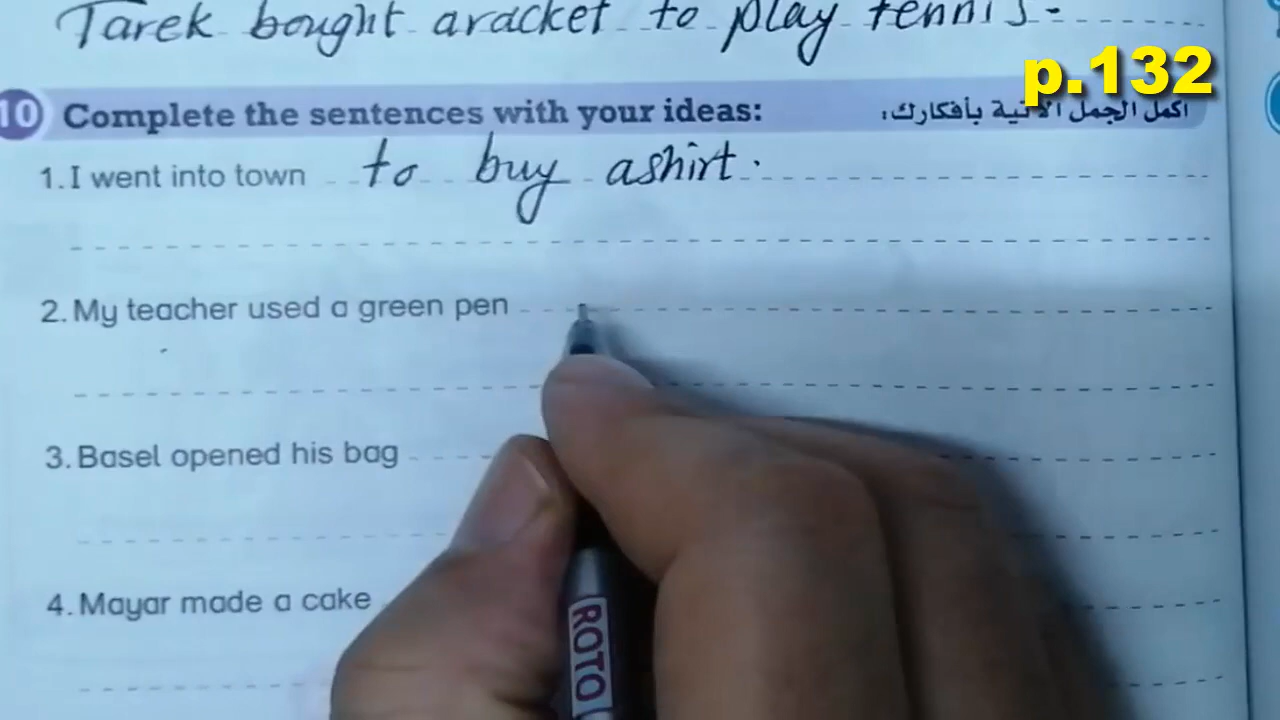 Tarek bought aracket to play tennis.
p.132
10 Complete the sentences with your ideas:
اكمل الجمل الآتية بأفكارك:
1. I went into town to buy ashirt.
2. My teacher used a green pen
3. Basel opened his bag
4. Mayar made a cake
ROTO